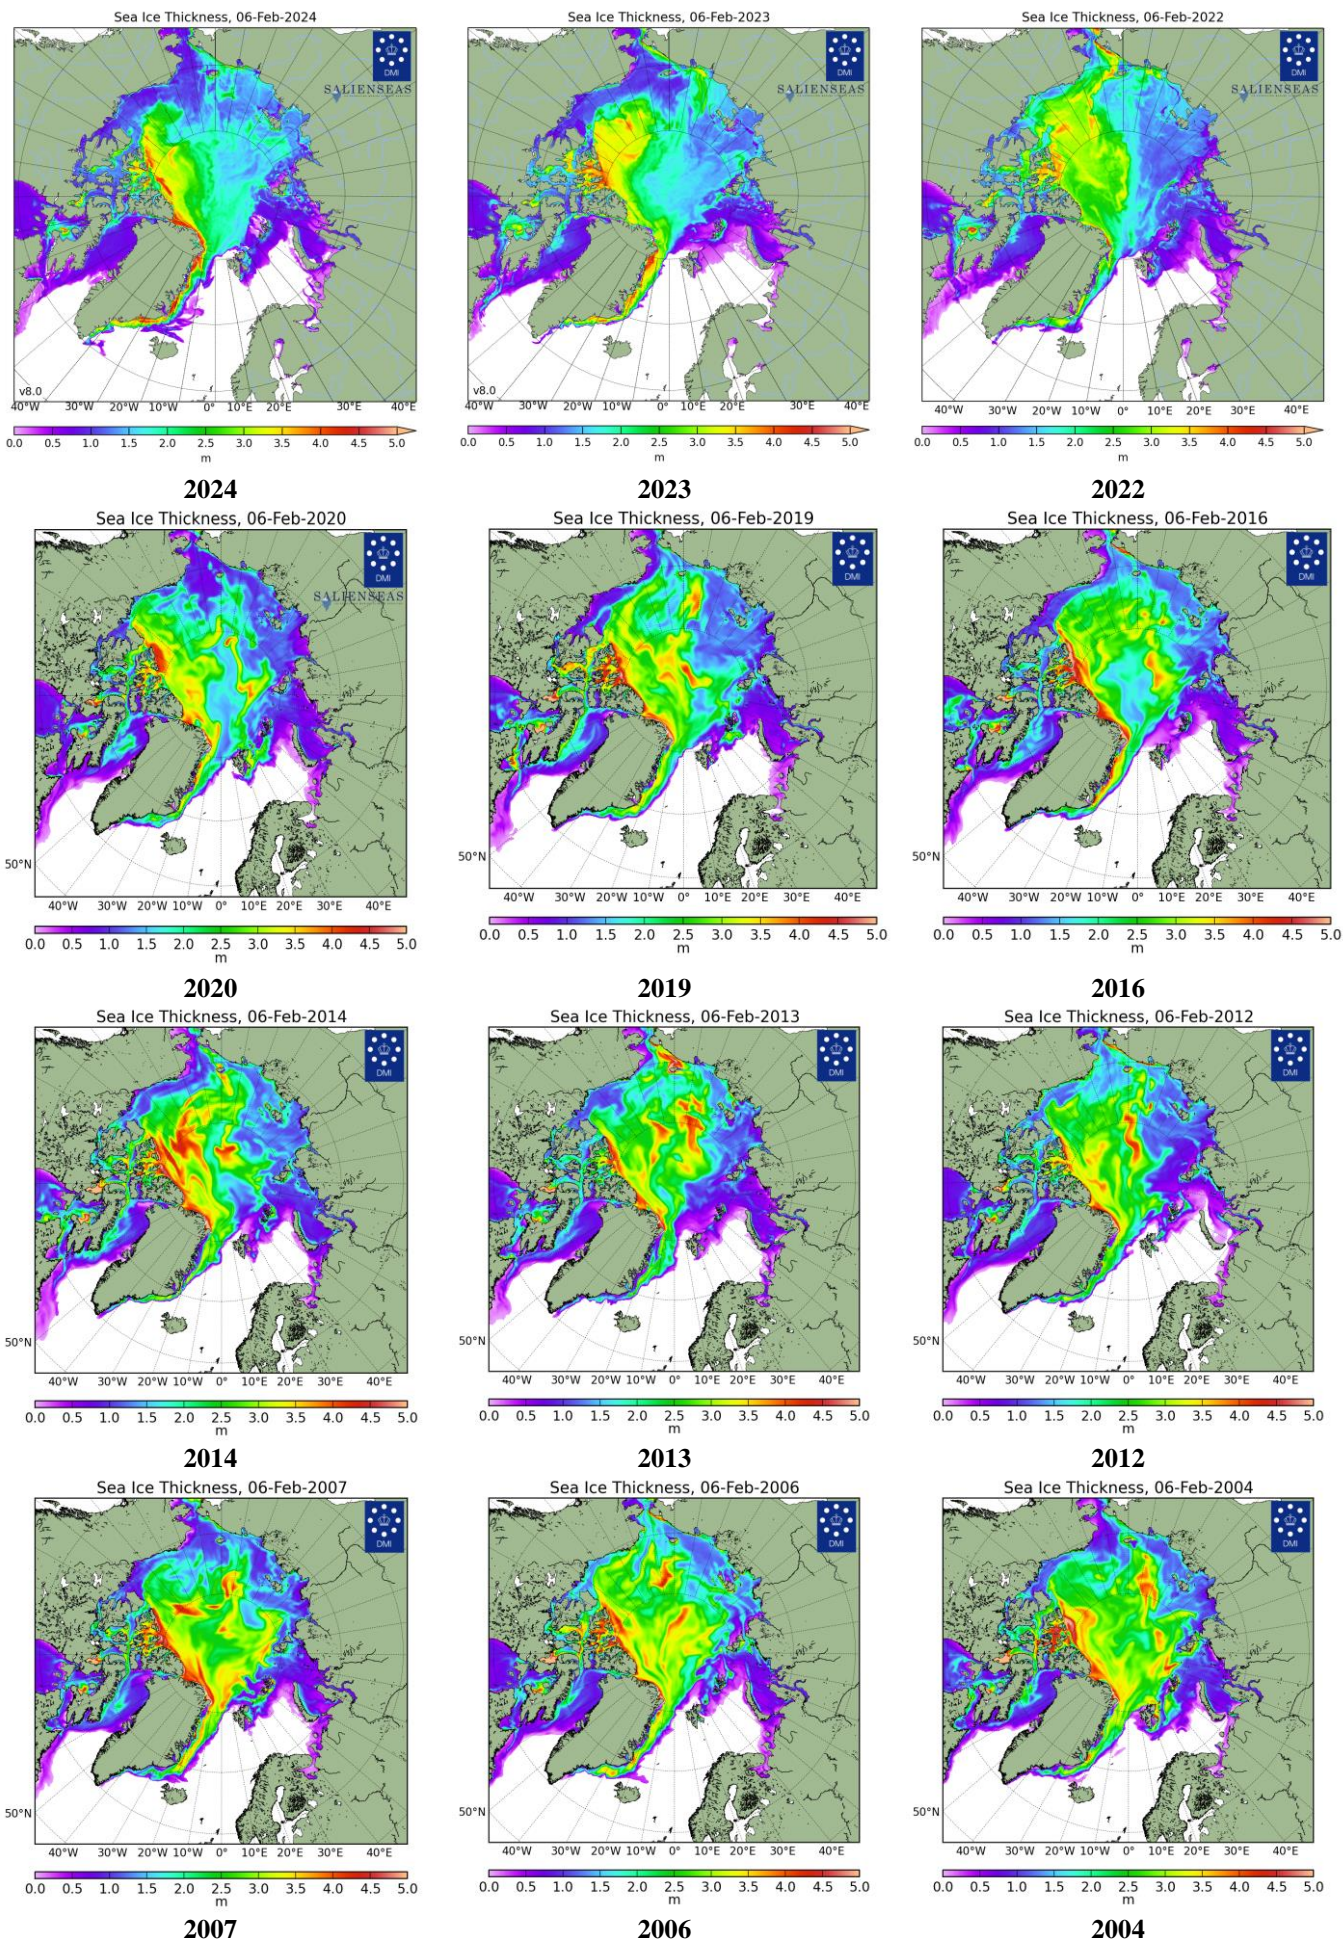 Sea Ice Thickness, 06-Feb-2024
Sea Ice Thickness, 06-Feb-2023
Sea Ice Thickness, 06-Feb-2022
DMI
DMI
DMI
SALIENSEAS
SALIENSEAS
SALIENSEAS
v8.0
v8.0
40°W 30°W 20°W 10°W 0° 10°E 20°E 30°E 40°E
40°W 30°W 20°W 10°W 0° 10°E 20°E 30°E 40°E
40°W 30°W 20°W 10°W 0° 10°E 20°E 30°E 40°E
0.0 0.5 1.0 1.5 2.0 2.5 3.0 3.5 4.0 4.5 5.0
0.0 0.5 1.0 1.5 2.0 2.5 3.0 3.5 4.0 4.5 5.0
0.0 0.5 1.0 1.5 2.0 2.5 3.0 3.5 4.0 4.5 5.0
m
m
m
2024
2023
2022
Sea Ice Thickness, 06-Feb-2020
Sea Ice Thickness, 06-Feb-2019
Sea Ice Thickness, 06-Feb-2016
DMI
DMI
DMI
SALIENSEAS
50°N
50°N
50°N
40°W 30°W 20°W 10°W 0° 10°E 20°E 30°E 40°E
40°W 30°W 20°W 10°W 0° 10°E 20°E 30°E 40°E
40°W 30°W 20°W 10°W 0° 10°E 20°E 30°E 40°E
0.0 0.5 1.0 1.5 2.0 2.5 3.0 3.5 4.0 4.5 5.0
0.0 0.5 1.0 1.5 2.0 2.5 3.0 3.5 4.0 4.5 5.0
0.0 0.5 1.0 1.5 2.0 2.5 3.0 3.5 4.0 4.5 5.0
m
m
m
2020
2019
2016
Sea Ice Thickness, 06-Feb-2014
Sea Ice Thickness, 06-Feb-2013
Sea Ice Thickness, 06-Feb-2012
DMI
DMI
DMI
50°N
50°N
50°N
40°W 30°W 20°W 10°W 0° 10°E 20°E 30°E 40°E
40°W 30°W 20°W 10°W 0° 10°E 20°E 30°E 40°E
40°W 30°W 20°W 10°W 0° 10°E 20°E 30°E 40°E
0.0 0.5 1.0 1.5 2.0 2.5 3.0 3.5 4.0 4.5 5.0
0.0 0.5 1.0 1.5 2.0 2.5 3.0 3.5 4.0 4.5 5.0
0.0 0.5 1.0 1.5 2.0 2.5 3.0 3.5 4.0 4.5 5.0
m
m
m
2014
2013
2012
Sea Ice Thickness, 06-Feb-2007
Sea Ice Thickness, 06-Feb-2006
Sea Ice Thickness, 06-Feb-2004
DMI
DMI
DMI
50°N
50°N
50°N
40°W 30°W 20°W 10°W 0° 10°E 20°E 30°E 40°E
40°W 30°W 20°W 10°W 0° 10°E 20°E 30°E 40°E
40°W 30°W 20°W 10°W 0° 10°E 20°E 30°E 40°E
0.0 0.5 1.0 1.5 2.0 2.5 3.0 3.5 4.0 4.5 5.0
0.0 0.5 1.0 1.5 2.0 2.5 3.0 3.5 4.0 4.5 5.0
0.0 0.5 1.0 1.5 2.0 2.5 3.0 3.5 4.0 4.5 5.0
m
m
m
2007
2006
2004